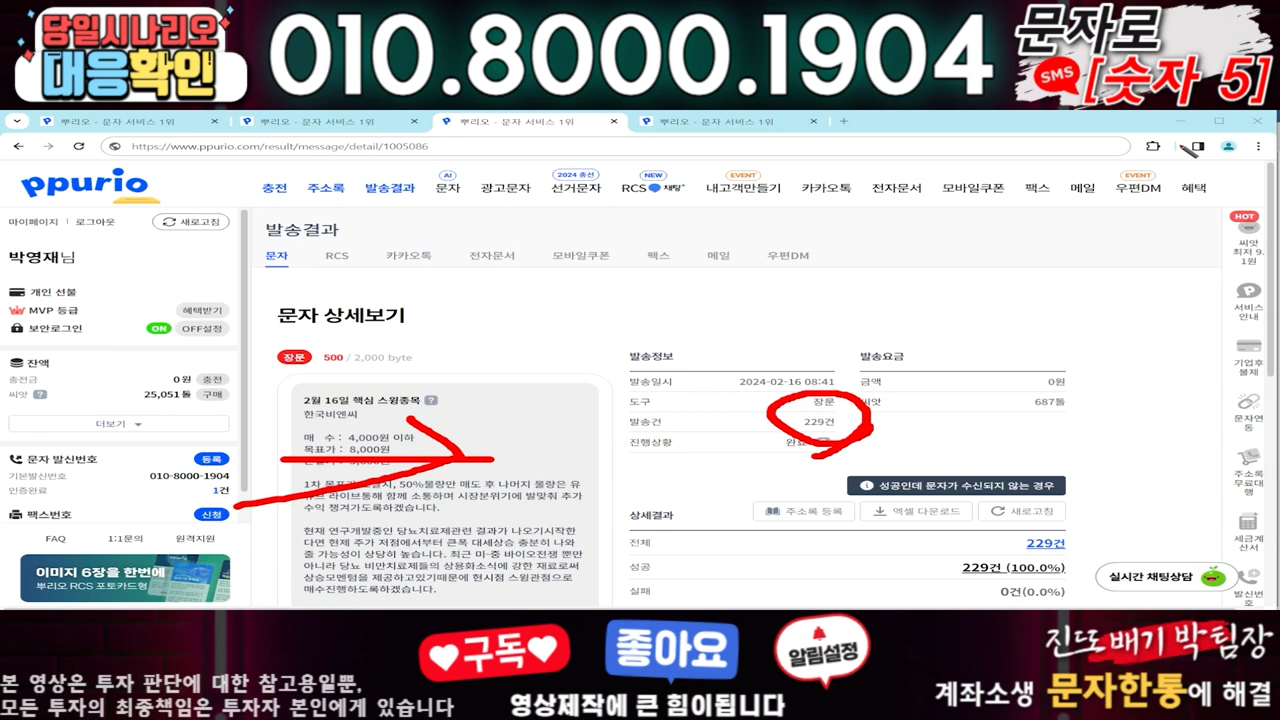 당일시나리오
대응확인
010.8000.1904
문자로
SMS
[숫자 5]
뿌리오 - 문자 서비스 1위
뿌리오 - 문자 서비스 1위
뿌리오 - 문자 서비스 1위
뿌리오 - 문자 서비스 1위
https://www.ppurio.com/result/message/detail/1005086
ppurio
충전
주소록
발송결과
AI
문자
광고문자
2024 총선
선거문자
NEW
RCS 채팅+
EVENT
내고객만들기
카카오톡
전자문서
모바일쿠폰
팩스
메일
EVENT
우편DM
혜택
마이페이지 | 로그아웃
새로고침
박영재님
개인 선불
MVP 등급
혜택받기
보안로그인
ON
OFF설정
잔액
충전금 0원 충전
씨앗 ? 25,051톨 구매
더보기
문자 발신번호 등록
기본발신번호 010-8000-1904
인증완료 1건
팩스번호 신청
FAQ 1:1문의 원격지원
이미지 6장을 한번에
뿌리오 RCS 포토카드형
발송결과
문자 RCS 카카오톡 전자문서 모바일쿠폰 팩스 메일 우편DM
문자 상세보기
장문 500 / 2,000 byte
2월 16일 핵심 스윙종목 ?
한국비엔씨
매 수 : 4,000원 이하
목표가 : 8,000원
1차 목표가 
시, 50%물량만 매도 후 나머지 물량은 유
브 라이브통해 함께 소통하며 시장분위기에 발맞춰 추가
수익 챙겨가도록하겠습니다.
현재 연구개발중인 당뇨치료제관련 결과가 나오기시작한
다면 현재 주가 저점에서부터 큰폭 대세상승 충분히 나와
줄 가능성이 상당히 높습니다. 최근 미·중 바이오전쟁 뿐만
아니라 당뇨 비만치료제들의 상용화소식에 강한 재료로써
상승모멘텀을 제공하고있기때문에 현시점 스윙관점으로
매수진행하도록하겠습니다.
발송정보
발송일시 2024-02-16 08:41
도구 장문
발송건 229건
진행상황 완료
발송요금
금액 0원
씨앗 687톨
성공인데 문자가 수신되지 않는 경우
상세결과
주소록 등록
엑셀 다운로드
새로고침
전체 229건
성공 229건 (100.0%)
실패 0건(0.0%)
실시간 채팅상담
HOT
씨앗
최저 9.
1원
서비스
안내
기업후
불제
문자연
동
주소록
무료대
행
세금계
산서
발신번
호
본 영상은 투자 판단에 대한 참고용일뿐,
모든 투자의 최종책임은 투자자 본인에게 있습니다
구독
좋아요
알림설정
영상제작에 큰 힘이됩니다
진또배기 박팀장
계좌소생 문자한통에 해결